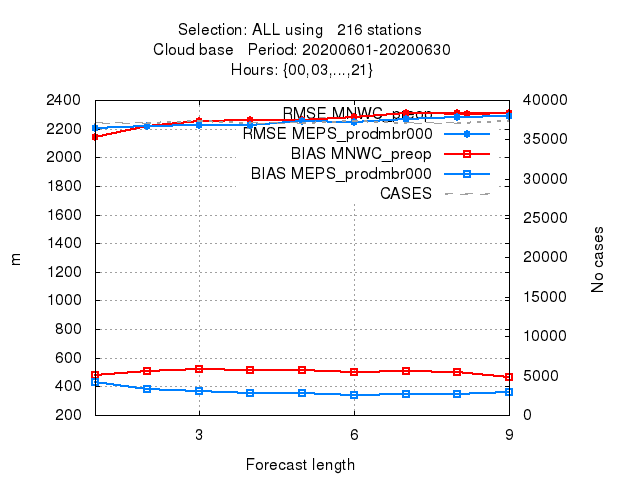 Selection: ALL using   216 stations
Cloud base   Period: 20200601-20200630
Hours: {00,03,...,21}
2400
2200
2000
1800
1600
1400
1200
1000
800
600
400
200
m
40000
35000
30000
25000
20000
15000
10000
5000
0
No cases
RMSE MNWC_preop
RMSE MEPS_prodmbr000
BIAS MNWC_preop
BIAS MEPS_prodmbr000
CASES
3
6
9
Forecast length